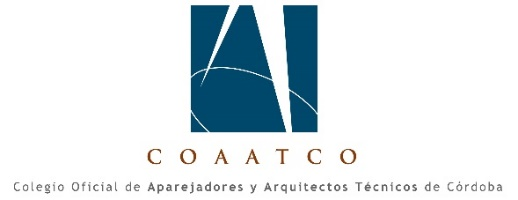 COAATCO
Colegio Oficial de Aparejadores y Arquitectos Técnicos de Córdoba